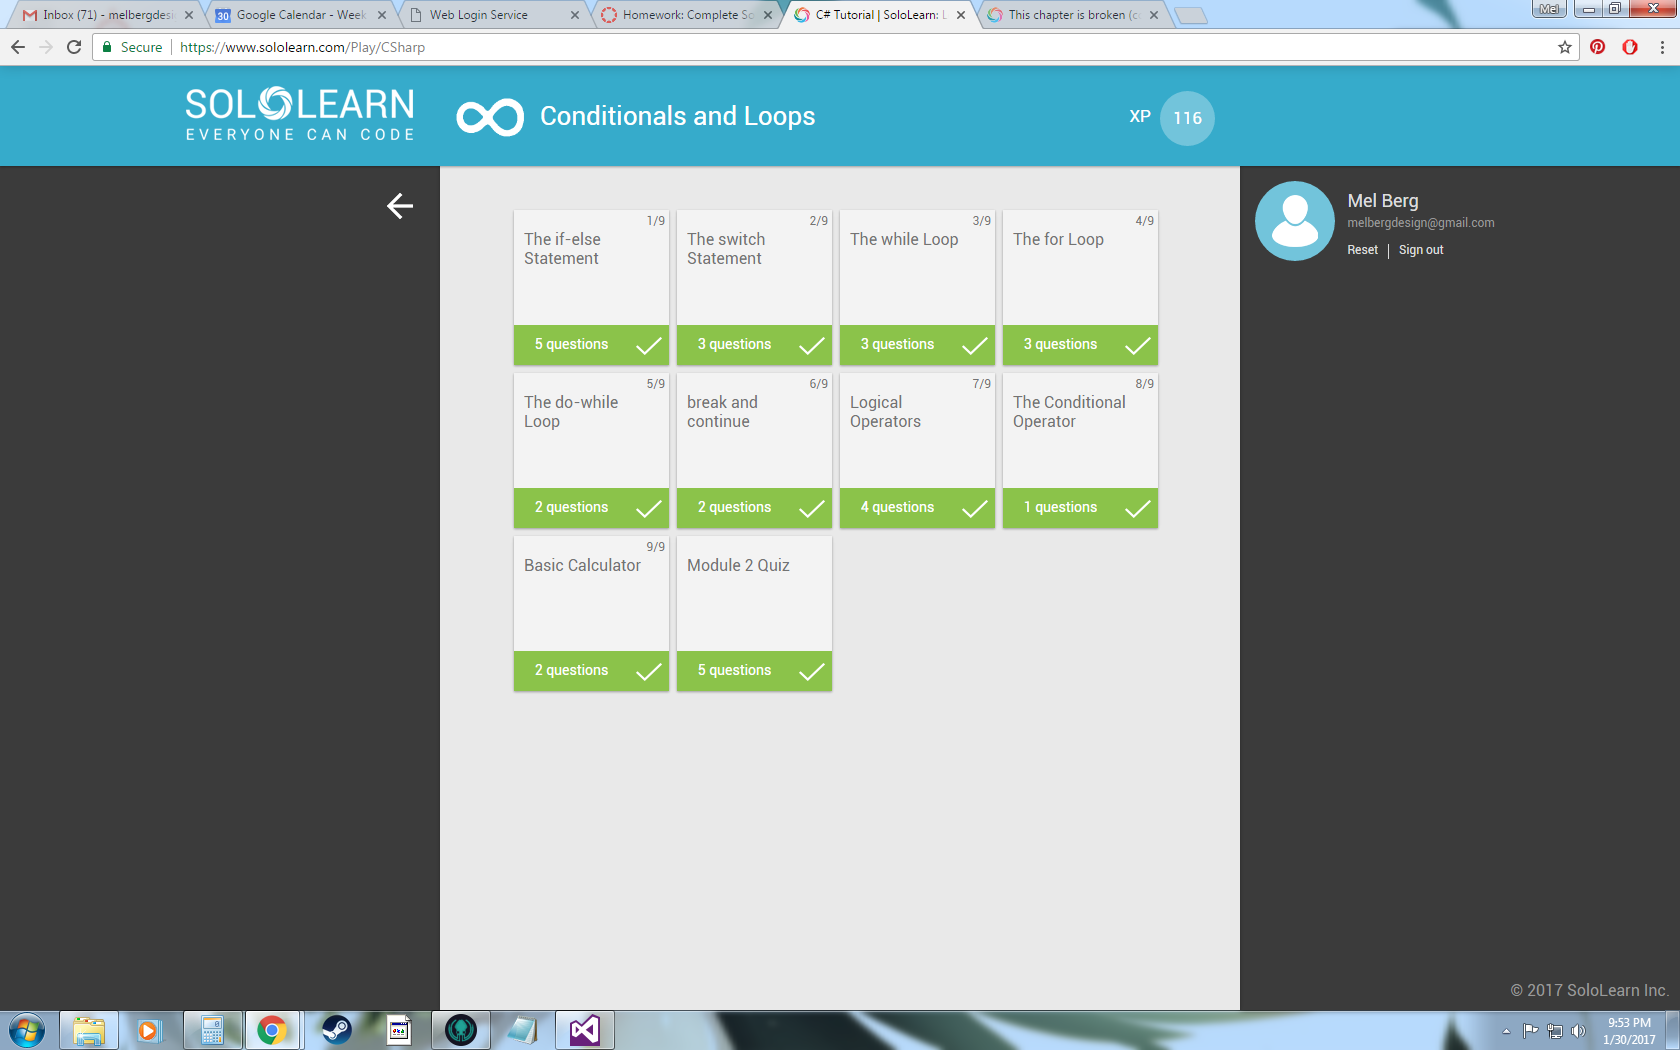 Inbox (71) - melbergdesi
Google Calendar - Week
Web Login Service
Homework: Complete So
C# Tutorial | SoloLearn: L
This chapter is broken (c
Mel
Secure
https://www.sololearn.com/Play/CSharp
SOLOLEARN
EVERYONE CAN CODE
Conditionals and Loops
XP 116
Mel Berg
melbergdesign@gmail.com
Reset | Sign out
1/9
The if-else
Statement
5 questions
2/9
The switch
Statement
3 questions
3/9
The while Loop
3 questions
4/9
The for Loop
3 questions
5/9
The do-while
Loop
2 questions
6/9
break and
continue
2 questions
7/9
Logical
Operators
4 questions
8/9
The Conditional
Operator
1 questions
9/9
Basic Calculator
2 questions
Module 2 Quiz
5 questions
© 2017 SoloLearn Inc.
9:53 PM
1/30/2017